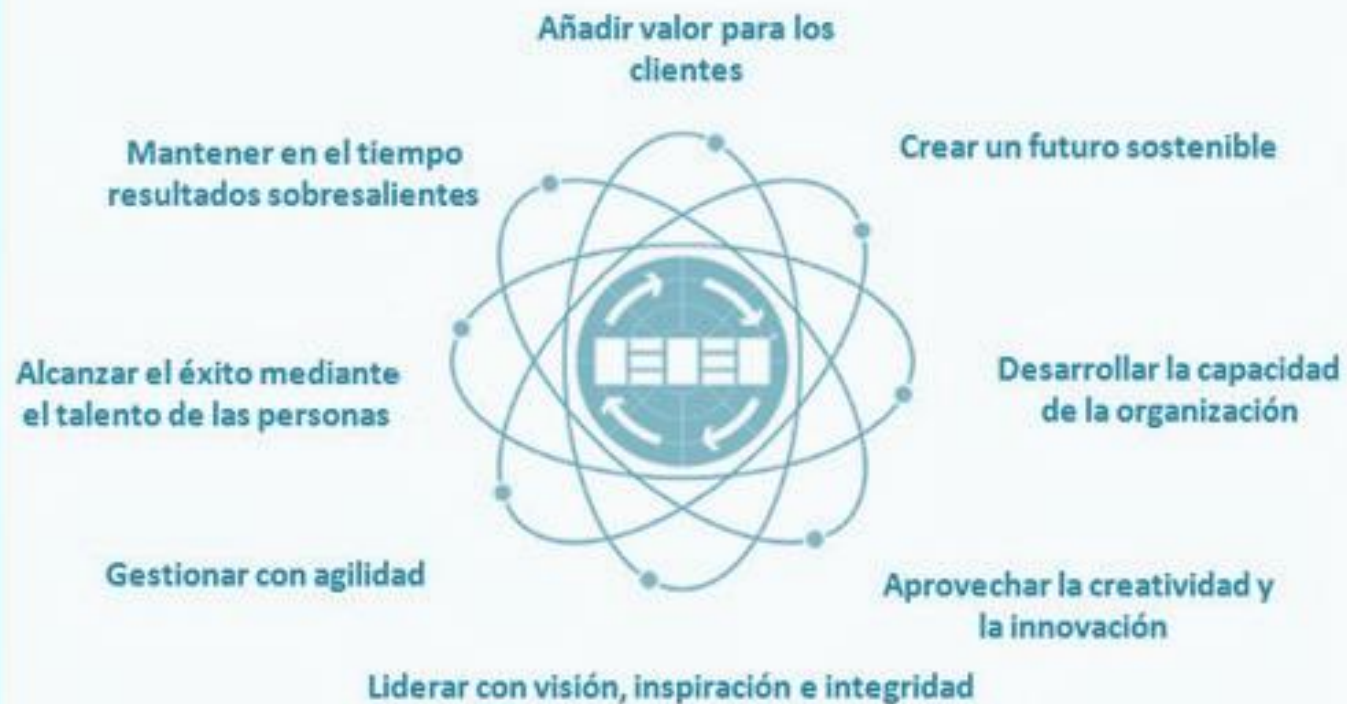 Añadir valor para los
clientes
Crear un futuro sostenible
Mantener en el tiempo
resultados sobresalientes
Desarrollar la capacidad
de la organización
Alcanzar el éxito mediante
el talento de las personas
Aprovechar la creatividad y
la innovación
Gestionar con agilidad
Liderar con visión, inspiración e integridad